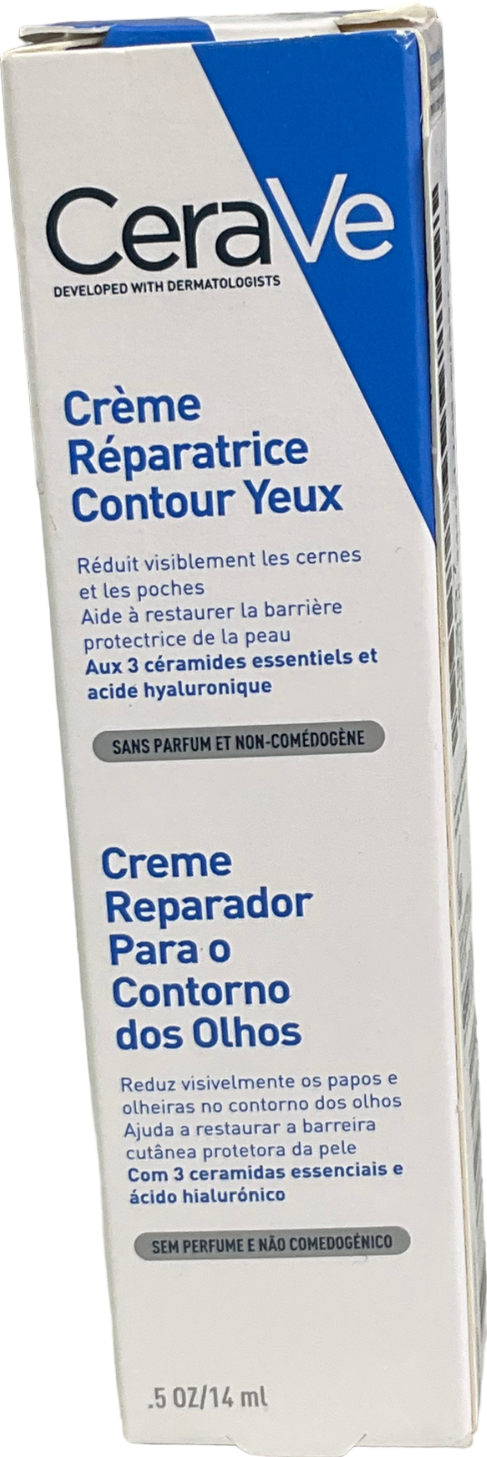 CeraVe
DEVELOPED WITH DERMATOLOGISTS
Crème
Réparatrice
Contour Yeux
Réduit visiblement les cernes
et les poches
Aide à restaurer la barrière
protectrice de la peau
Aux 3 céramides essentiels et
acide hyaluronique
SANS PARFUM ET NON-COMÉDOGÈNE
Creme
Reparador
Para o
Contorno
dos Olhos
Reduz visivelmente os papos e
olheiras no contorno dos olhos
Ajuda a restaurar a barreira
cutânea protetora da pele
Com 3 ceramidas essenciais e
ácido hialurónico
SEM PERFUME E NÃO COMEDOGÉNICO
.5 OZ/14 ml